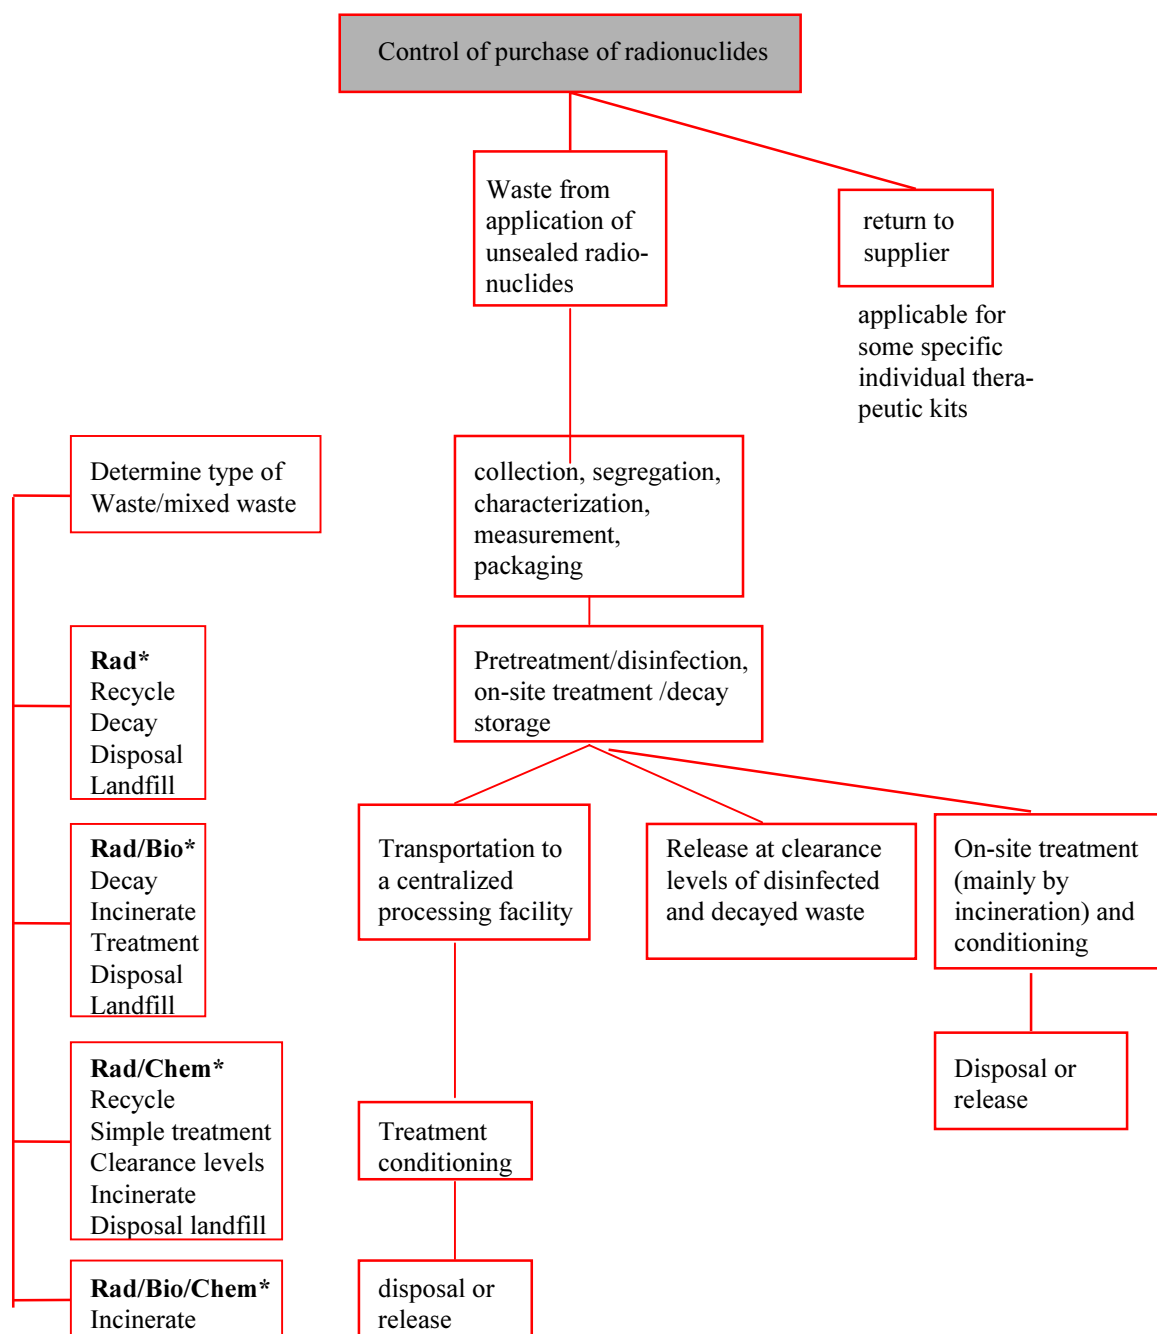 Control of purchase of radionuclides
Waste from
application of
unsealed radio-
nuclides
return to
supplier
applicable for
some specific
individual thera-
peutic kits
Determine type of
Waste/mixed waste
collection, segregation,
characterization,
measurement,
packaging
Rad*
Recycle
Decay
Disposal
Landfill
Pretreatment/disinfection,
on-site treatment /decay
storage
Rad/Bio*
Decay
Incinerate
Treatment
Disposal
Landfill
Transportation to
a centralized
processing facility
Release at clearance
levels of disinfected
and decayed waste
On-site treatment
(mainly by
incineration) and
conditioning
Rad/Chem*
Recycle
Simple treatment
Clearance levels
Incinerate
Disposal landfill
Treatment
conditioning
Disposal or
release
Rad/Bio/Chem*
Incinerate
disposal or
release